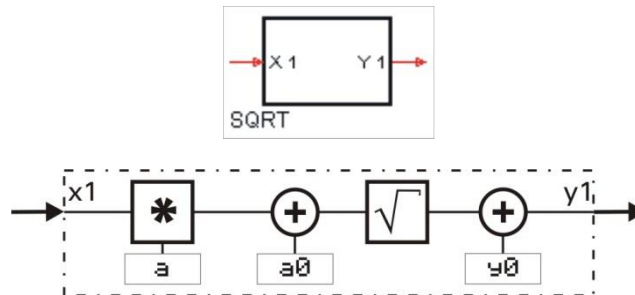 X1 Y1
SQRT
x1 y1
* + √ +
a a0 y0